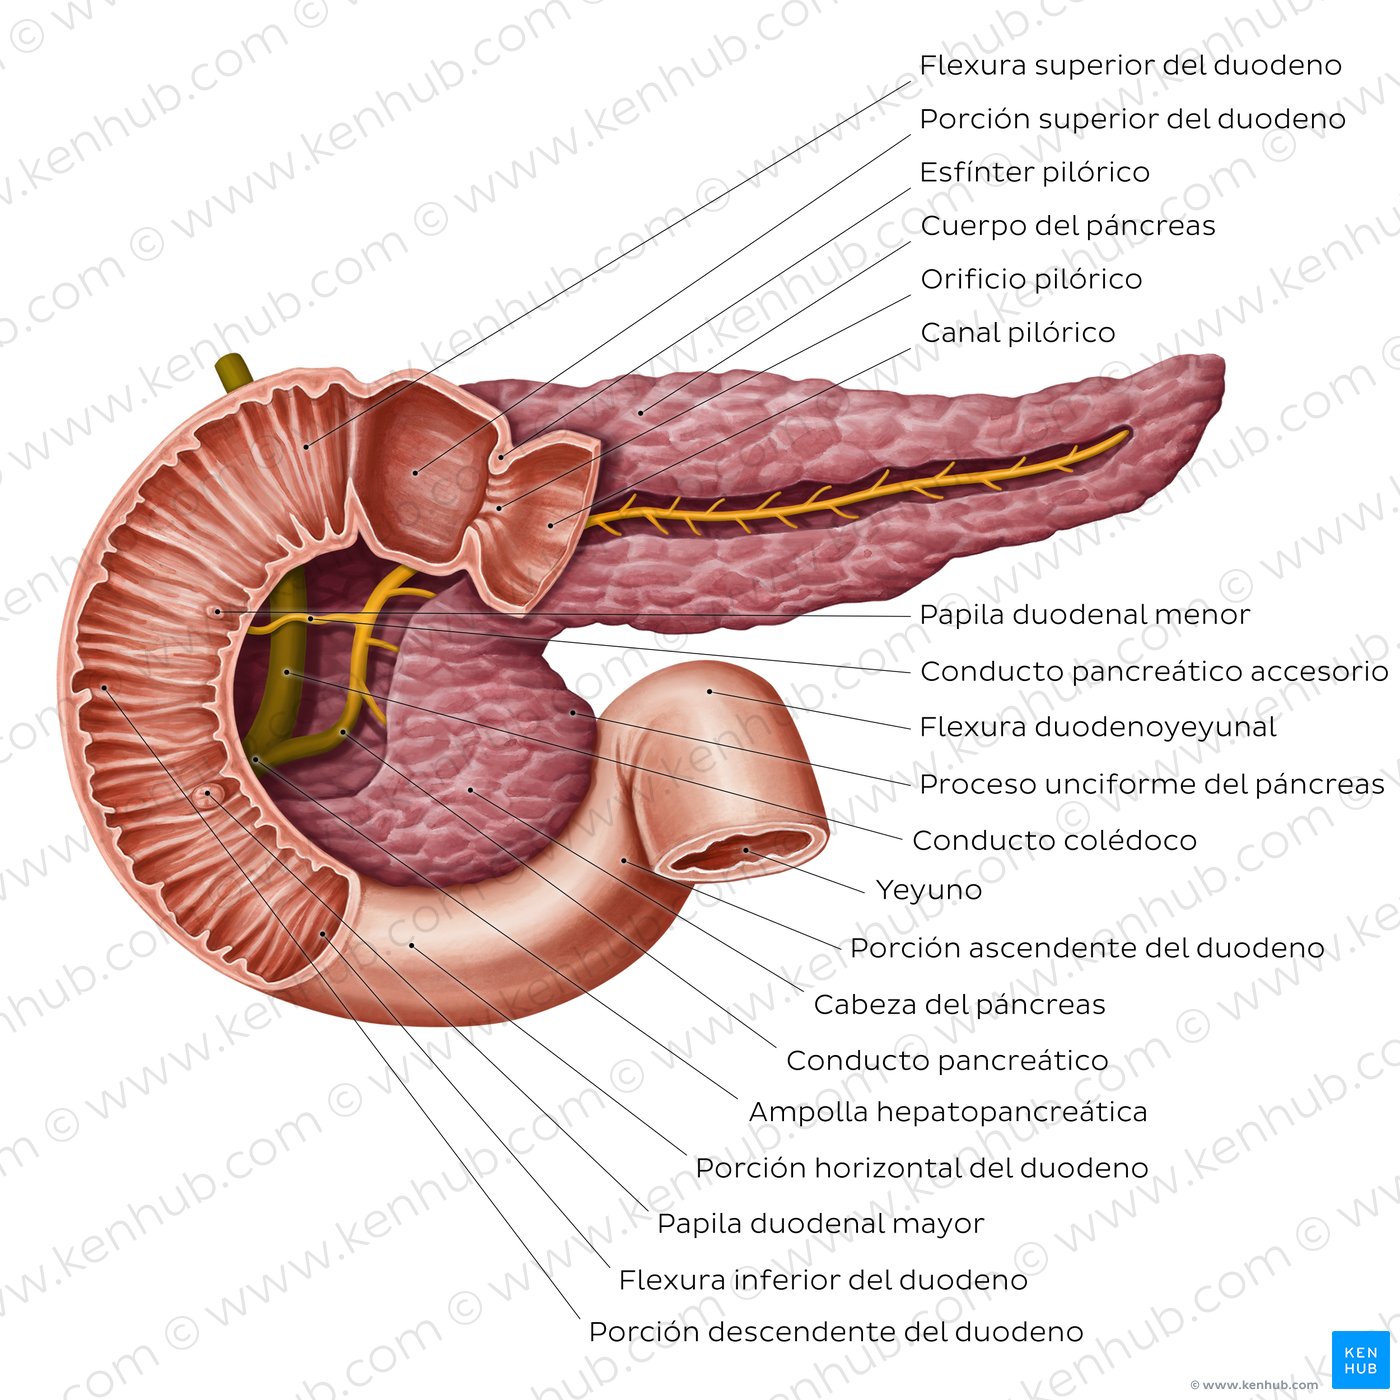 Flexura superior del duodeno
Porción superior del duodeno
Esfínter pilórico
Cuerpo del páncreas
Orificio pilórico
Canal pilórico
Papila duodenal menor
Conducto pancreático accesorio
Flexura duodenoyeyunal
Proceso unciforme del páncreas
Conducto colédoco
Yeyuno
Porción ascendente del duodeno
Cabeza del páncreas
Conducto pancreático
Ampolla hepatopancreática
Porción horizontal del duodeno
Papila duodenal mayor
Flexura inferior del duodeno
Porción descendente del duodeno
KEN
HUB
© www.kenhub.com